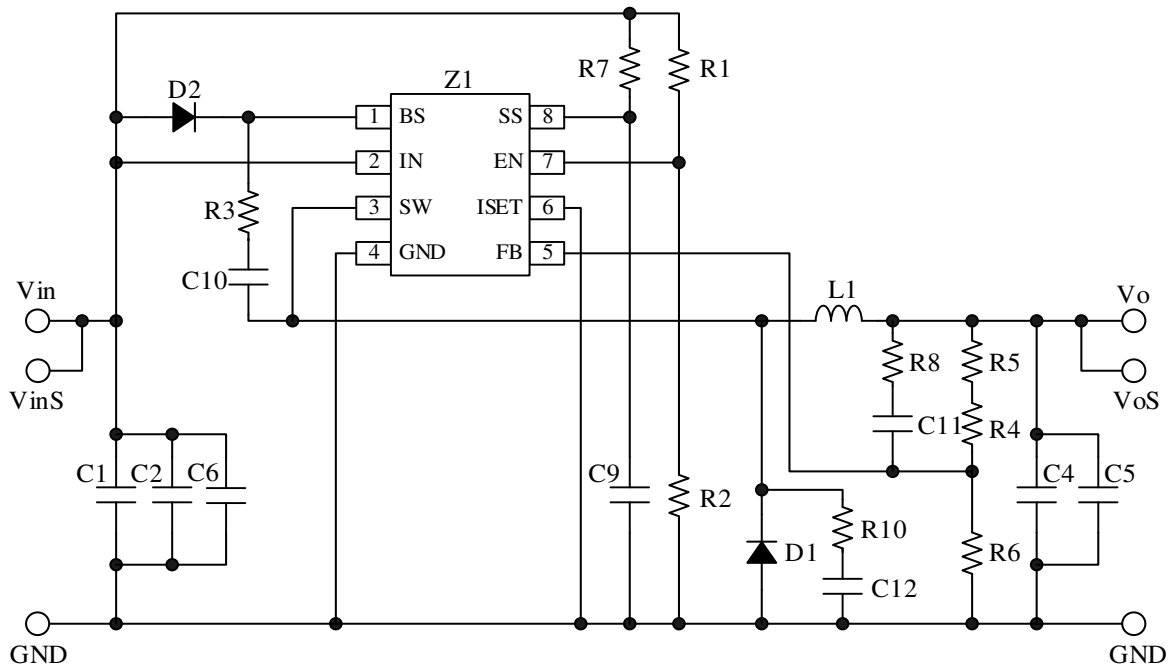 Z1
R7
R1
D2
1
BS
SS
8
2
IN
EN
7
3
SW
ISET
6
4
GND
FB
5
R3
C10
Vin
VinS
L1
Vo
VoS
R8
R5
C11
R4
C1
C2
C6
C9
R2
C4
C5
R10
D1
C12
R6
GND
GND